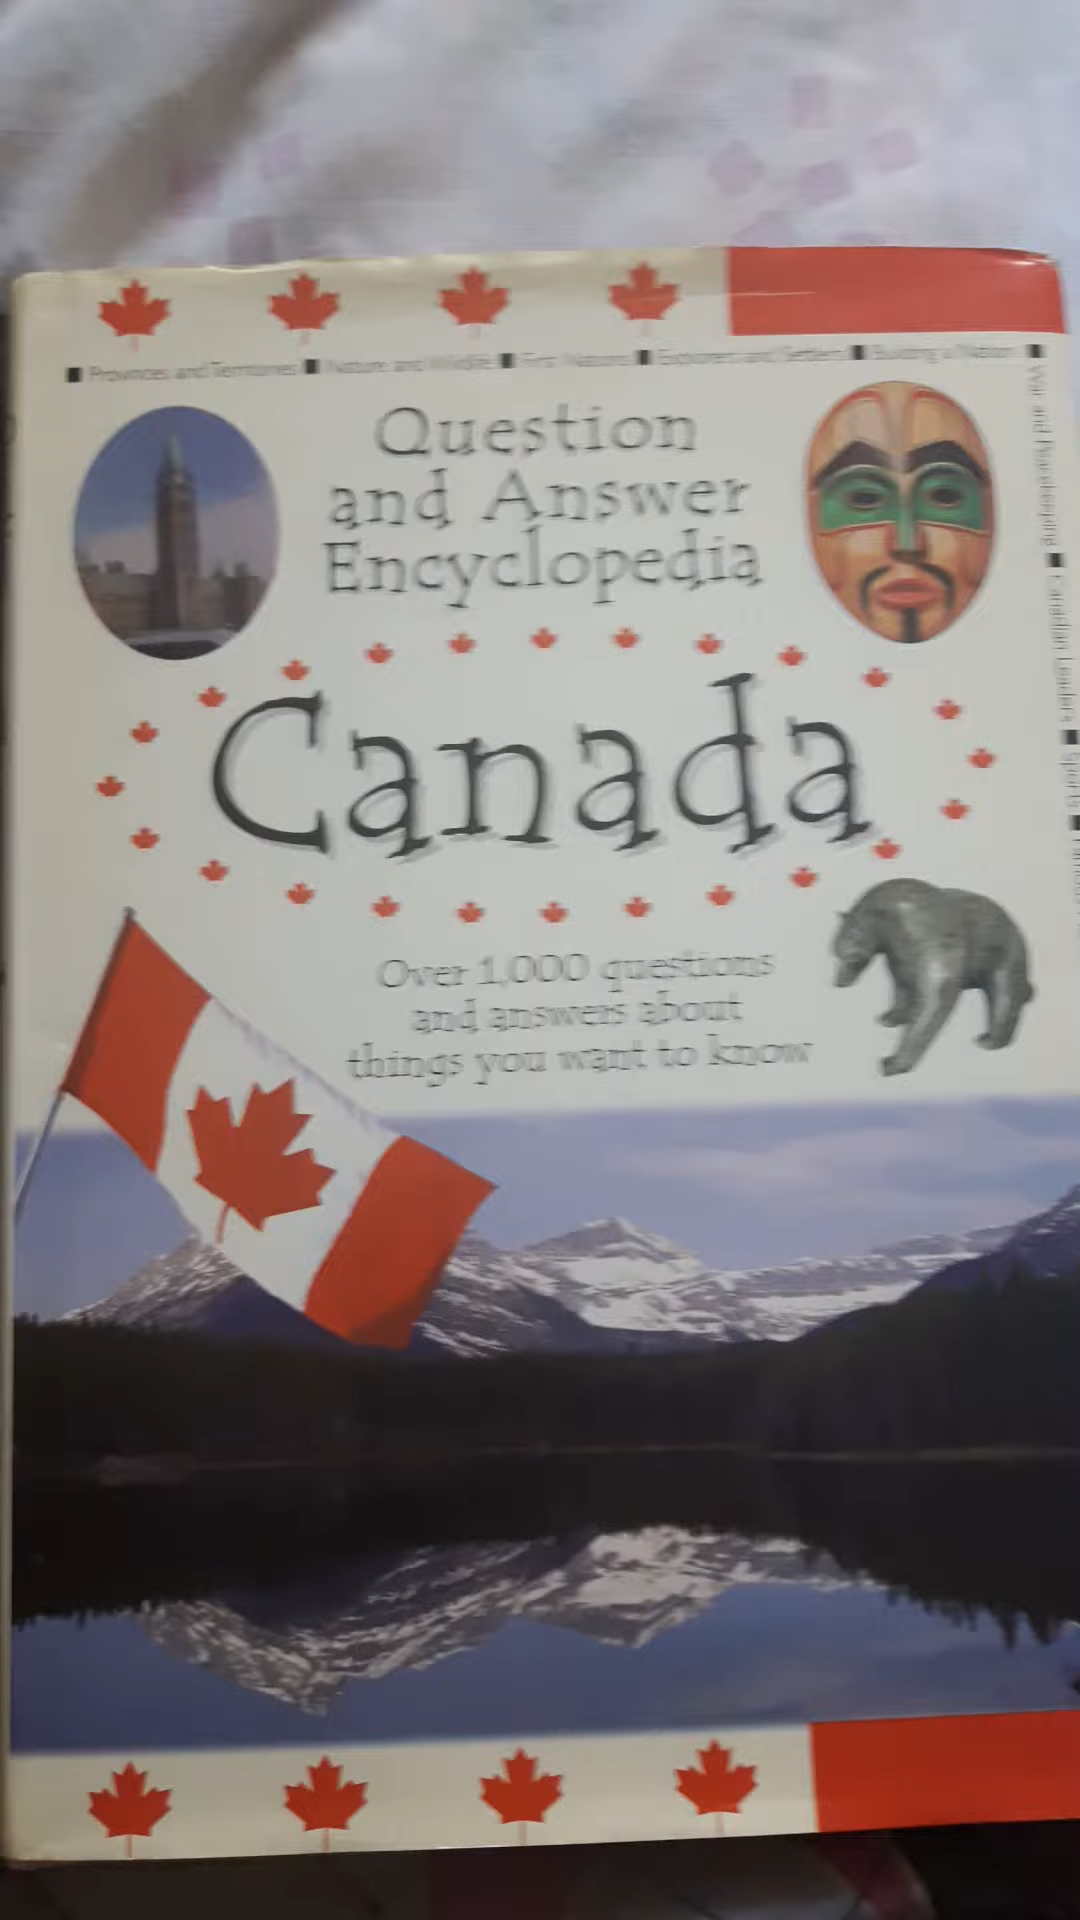 ■ Provinces and Territories ■ Nature and Wildlife ■ First Nations ■ Explorers and Settlers ■ Building a Nation ■
War and Peacekeeping ■ Canadian Leaders ■ Sports ■
Question
and Answer
Encyclopedia
Canada
Over 1,000 questions
and answers about
things you want to know